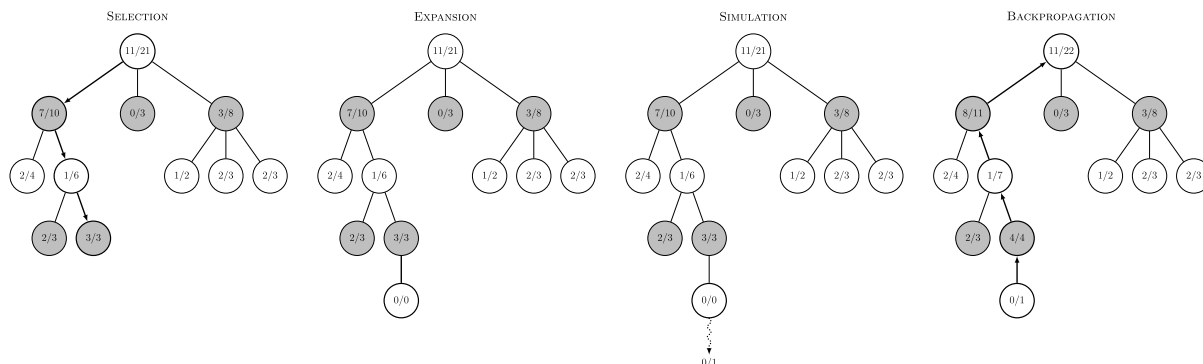 SELECTION EXPANSION SIMULATION BACKPROPAGATION
11/21 11/21 11/21 11/22
7/10 0/3 3/8 7/10 0/3 3/8 7/10 0/3 3/8 8/11 0/3 3/8
2/4 1/6 1/2 2/3 2/3 2/4 1/6 1/2 2/3 2/3 2/4 1/6 1/2 2/3 2/3 2/4 1/7 1/2 2/3 2/3
2/3 3/3 2/3 3/3 2/3 3/3 2/3 4/4
0/0 0/0 0/1
0/1